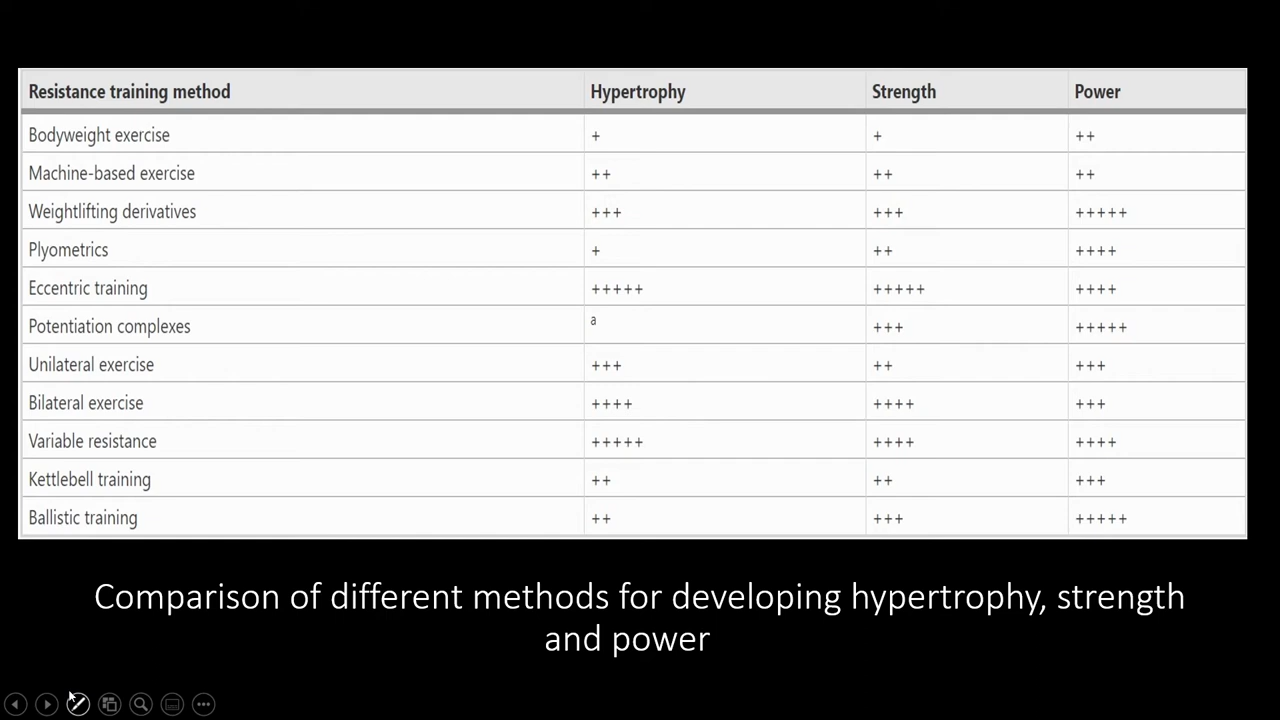 Resistance training method Hypertrophy Strength Power
Bodyweight exercise + + ++
Machine-based exercise ++ ++ ++
Weightlifting derivatives +++ +++ +++++
Plyometrics + ++ ++++
Eccentric training +++++ +++++ ++++
Potentiation complexes a +++ +++++
Unilateral exercise +++ ++ +++
Bilateral exercise ++++ ++++ +++
Variable resistance +++++ ++++ ++++
Kettlebell training ++ ++ +++
Ballistic training ++ +++ +++++
Comparison of different methods for developing hypertrophy, strength
and power